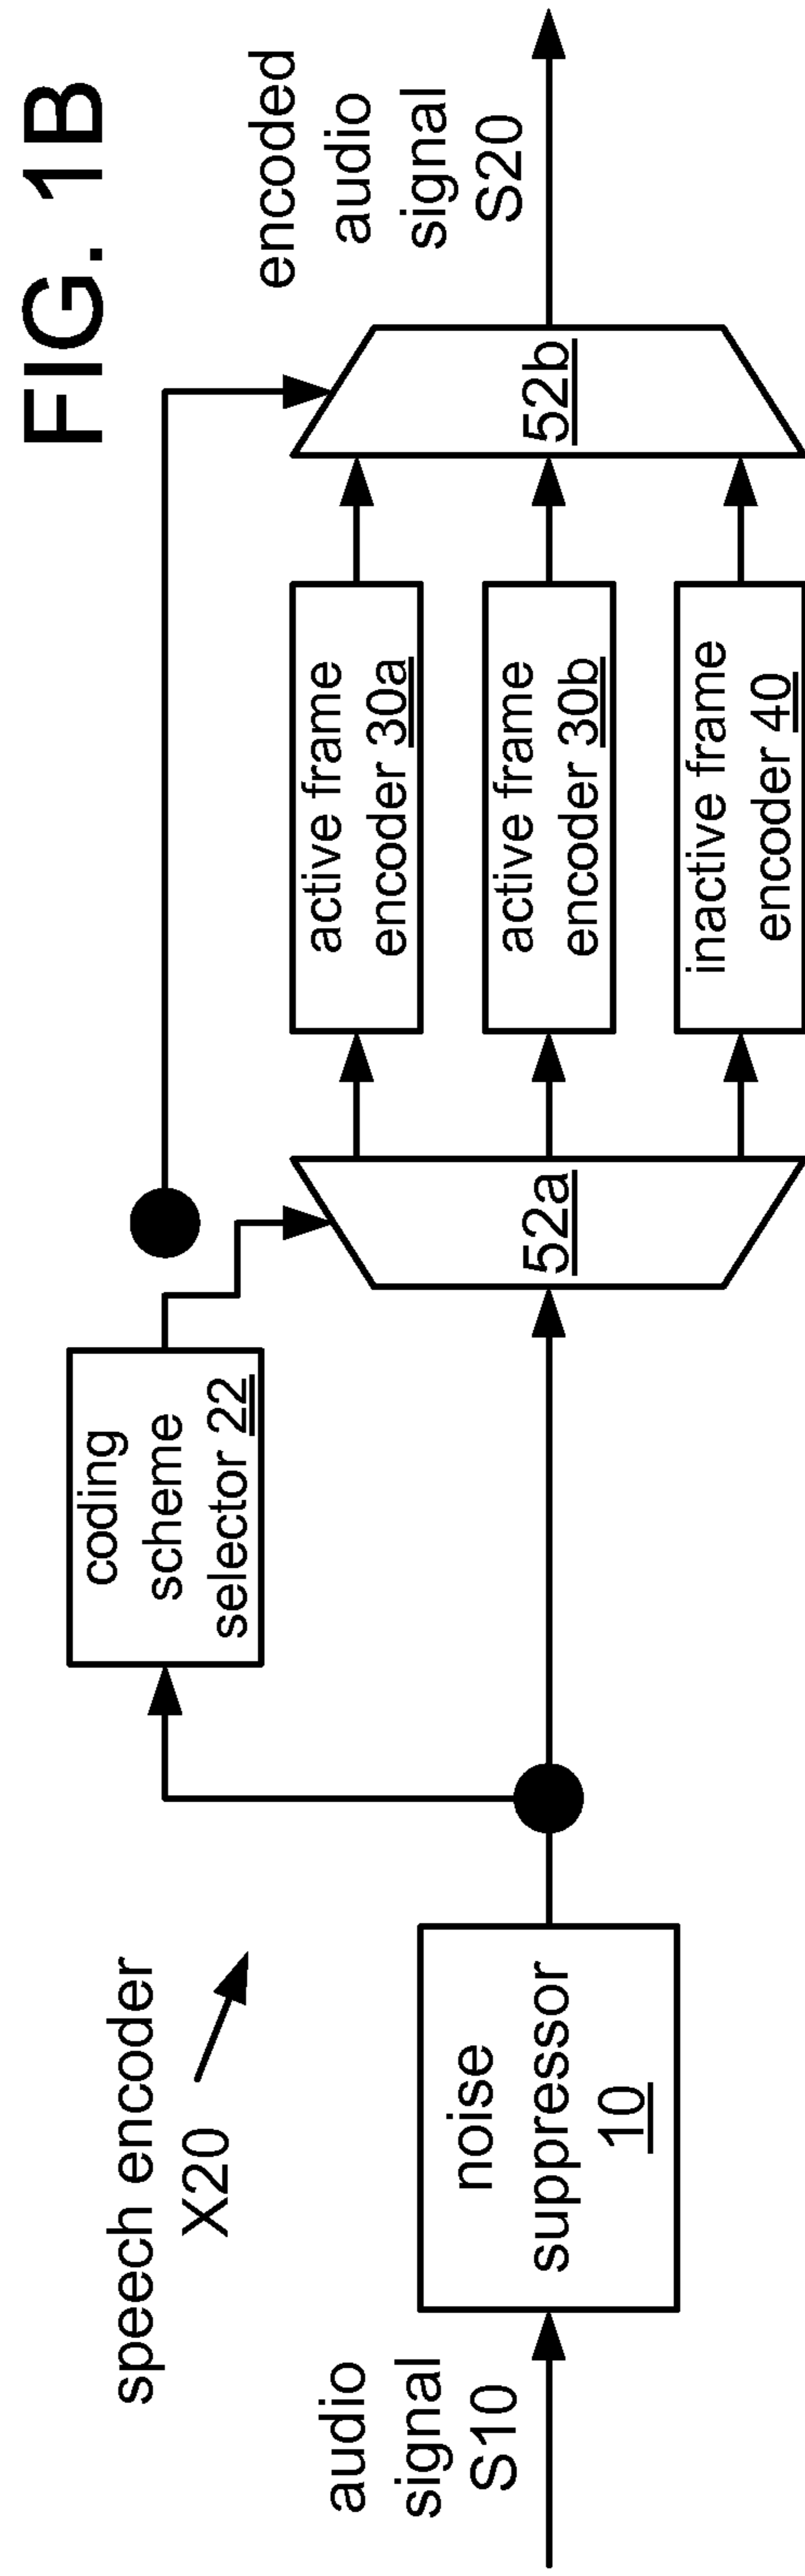 FIG. 1B
speech encoder
X20
coding
scheme
selector 22
audio
signal
S10
noise
suppressor
10
52a
active frame
encoder 30a
active frame
encoder 30b
inactive frame
encoder 40
52b
encoded
audio
signal
S20